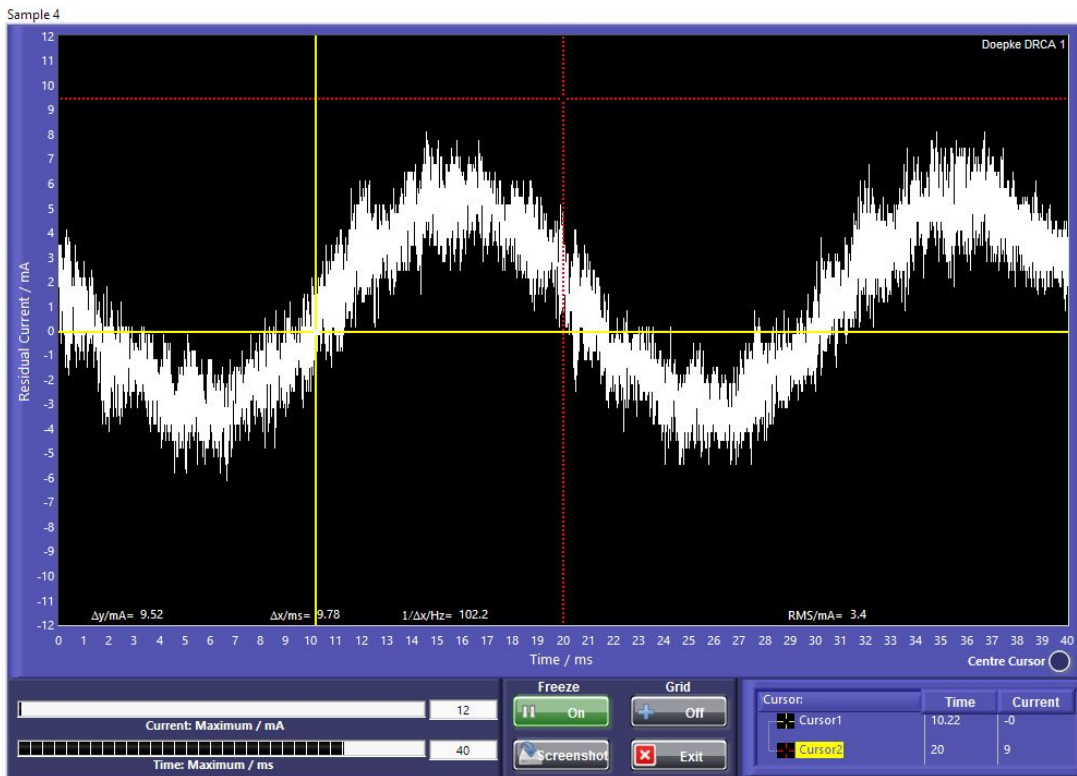 Sample 4
Doepke DRCA 1
12
11
10
9
8
7
6
5
4
3
2
1
0
-1
-2
-3
-4
-5
-6
-7
-8
-9
-10
-11
-12
Residual Current / mA
Δy/mA= 9.52 Δx/ms= 9.78 1/Δx/Hz= 102.2 RMS/mA= 3.4
0 1 2 3 4 5 6 7 8 9 10 11 12 13 14 15 16 17 18 19 20 21 22 23 24 25 26 27 28 29 30 31 32 33 34 35 36 37 38 39 40
Time / ms
Centre Cursor
12
Current: Maximum / mA
40
Time: Maximum / ms
Freeze Grid
On Off
Screenshot Exit
Cursor: Time Current
Cursor1 10.22 -0
Cursor2 20 9